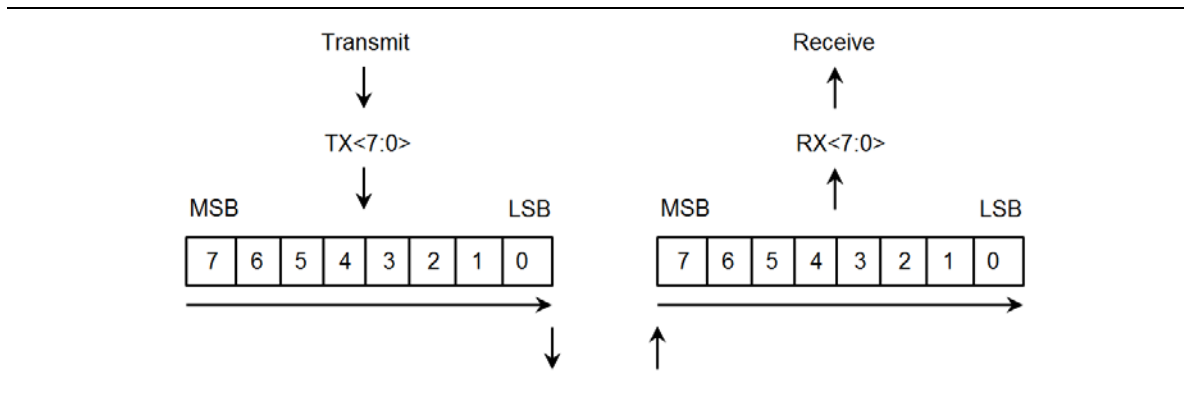 Transmit Receive
TX<7:0> RX<7:0>
MSB LSB MSB LSB
7 6 5 4 3 2 1 0 7 6 5 4 3 2 1 0